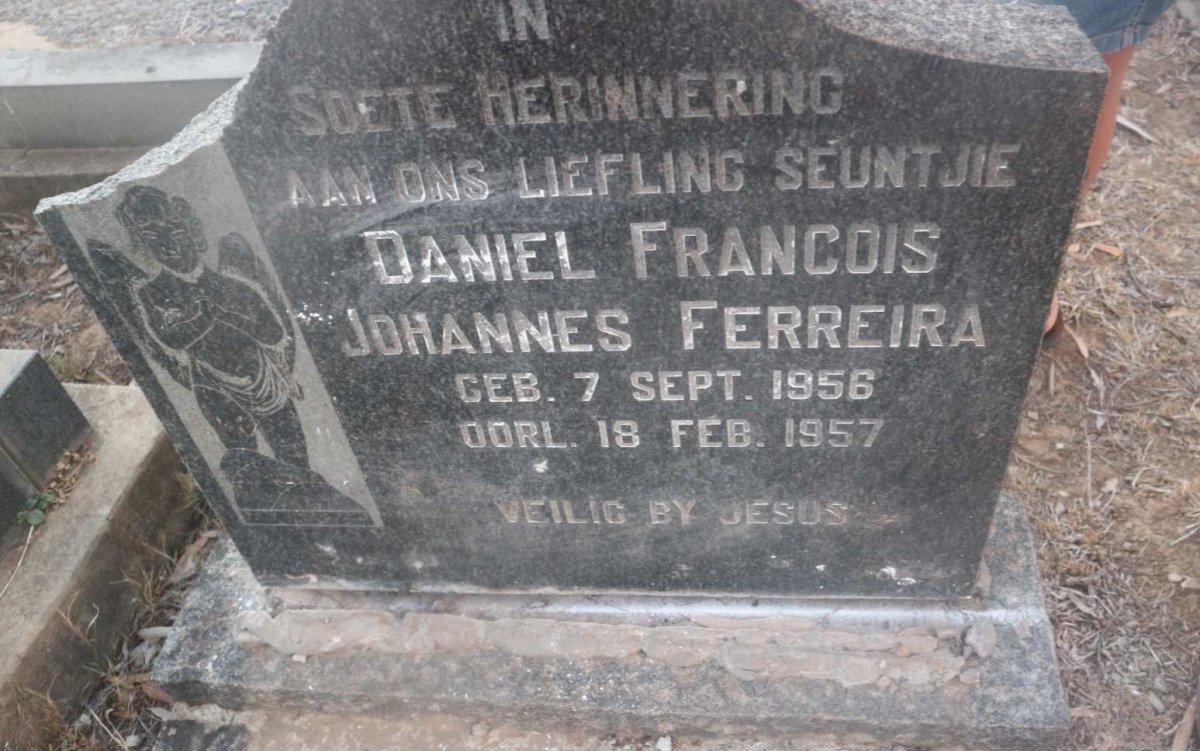 IN
SOETE HERINNERING
AAN ONS LIEFLING SEUNTJIE
DANIEL FRANCOIS
JOHANNES FERREIRA
GEB. 7 SEPT. 1956
OORL. 18 FEB. 1957
VEILIG BY JESUS